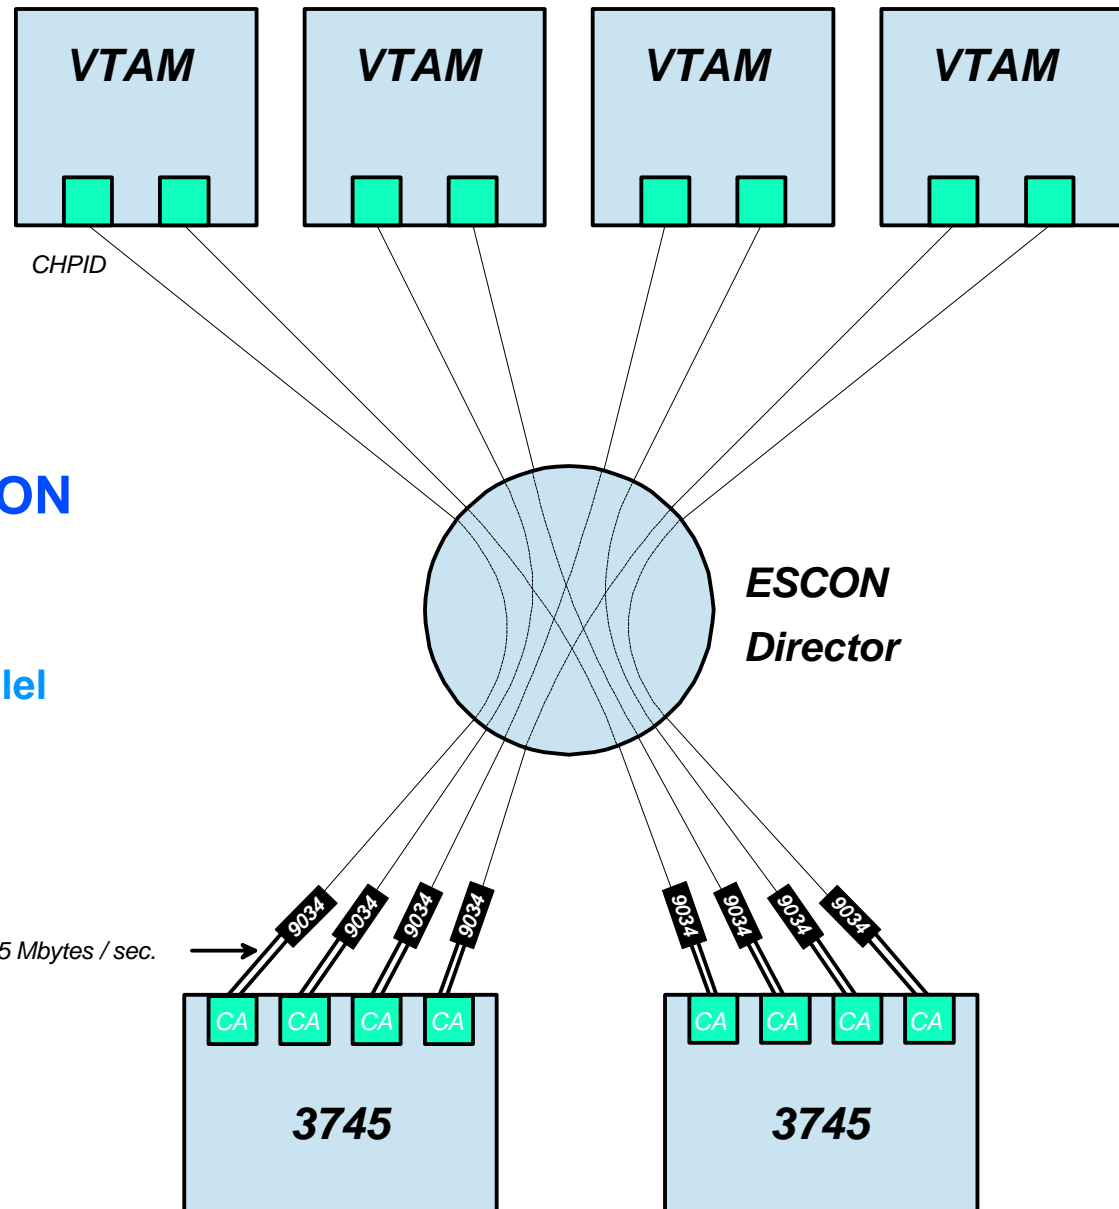 VTAM VTAM VTAM VTAM
CHPID
ON
ESCON
Director
lel
9034 9034 9034 9034 9034 9034 9034 9034
5 Mbytes / sec.
CA CA CA CA CA CA CA CA
3745 3745